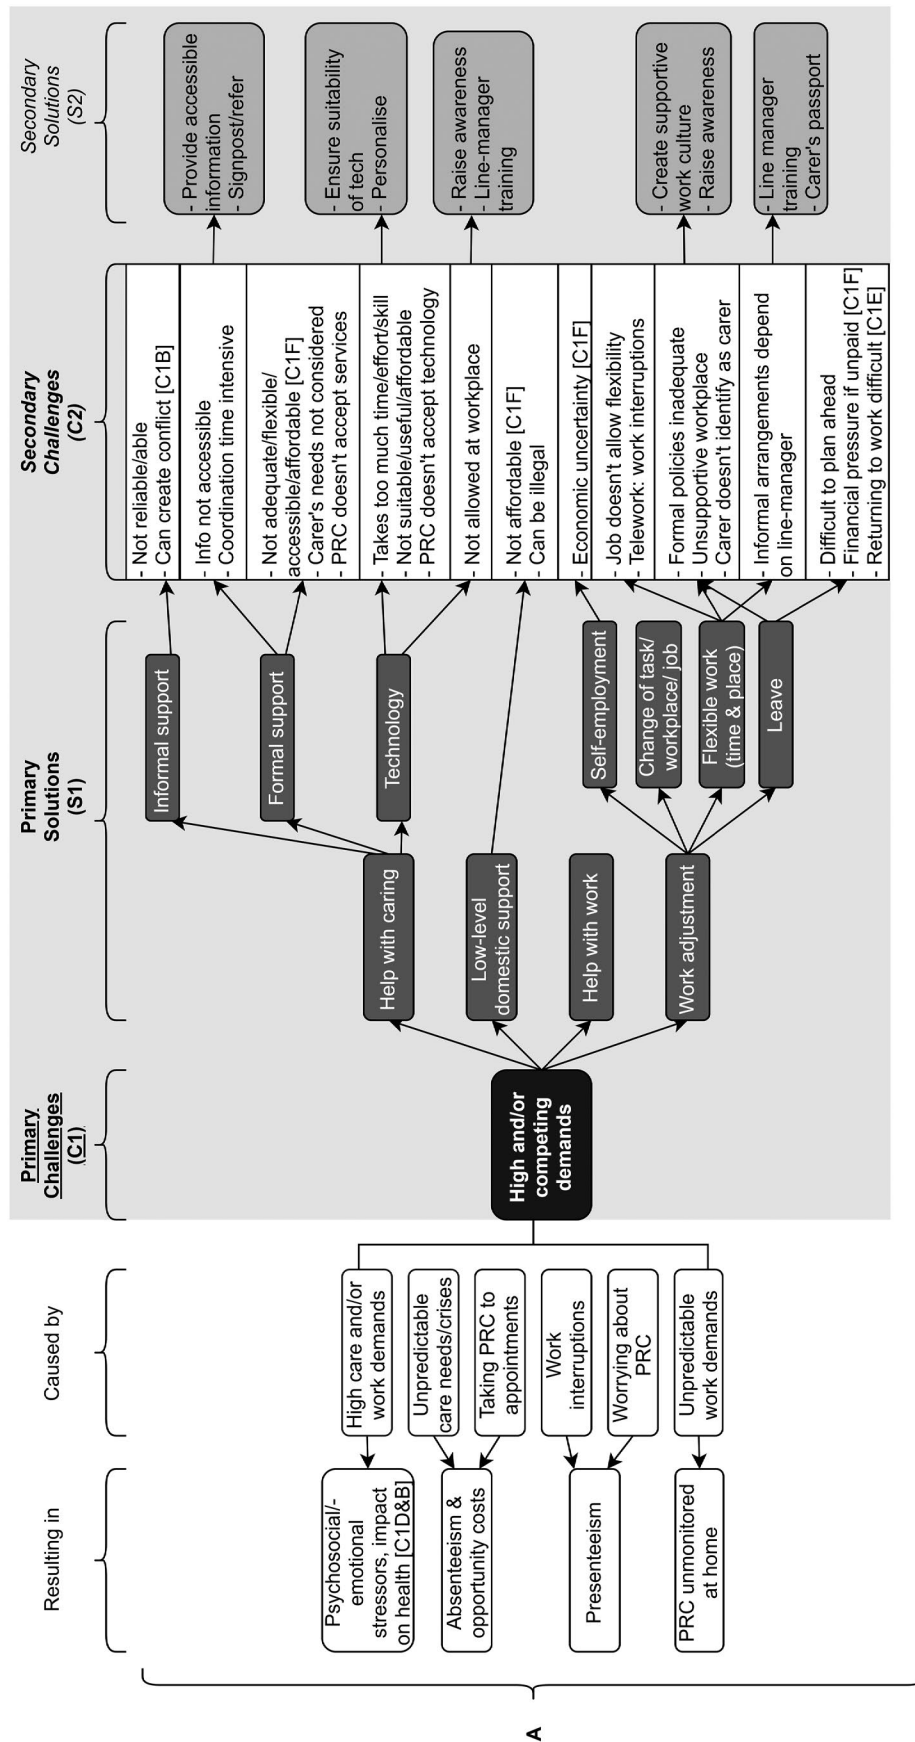 A
Resulting in
Psychosocial/-
emotional
stressors, impact
on health [C1D&B]
Absenteeism &
opportunity costs
Presenteeism
PRC unmonitored
at home
Caused by
High care and/or
work demands
Unpredictable
care needs/crises
Taking PRC to
appointments
Work
interruptions
Worrying about
PRC
Unpredictable
work demands
Primary
Challenges
(C1)
High and/or
competing
demands
Primary
Solutions
(S1)
Help with caring
Low-level
domestic support
Help with work
Work adjustment
Informal support
Formal support
Technology
Self-employment
Change of task/
workplace/ job
Flexible work
(time & place)
Leave
Secondary
Challenges
(C2)
- Not reliable/able
- Can create conflict [C1B]
- Info not accessible
- Coordination time intensive
- Not adequate/flexible/
accessible/affordable [C1F]
- Carer's needs not considered
- PRC doesn't accept services
- Takes too much time/effort/skill
- Not suitable/useful/affordable
- PRC doesn't accept technology
- Not allowed at workplace
- Not affordable [C1F]
- Can be illegal
- Economic uncertainty [C1F]
- Job doesn't allow flexibility
- Telework: work interruptions
- Formal policies inadequate
- Unsupportive workplace
- Carer doesn't identify as carer
- Informal arrangements depend
on line-manager
- Difficult to plan ahead
- Financial pressure if unpaid [C1F]
- Returning to work difficult [C1E]
Secondary
Solutions
(S2)
- Provide accessible
information
- Signpost/refer
- Ensure suitability
of tech
- Personalise
- Raise awareness
- Line-manager
training
- Create supportive
work culture
- Raise awareness
- Line manager
training
- Carer's passport